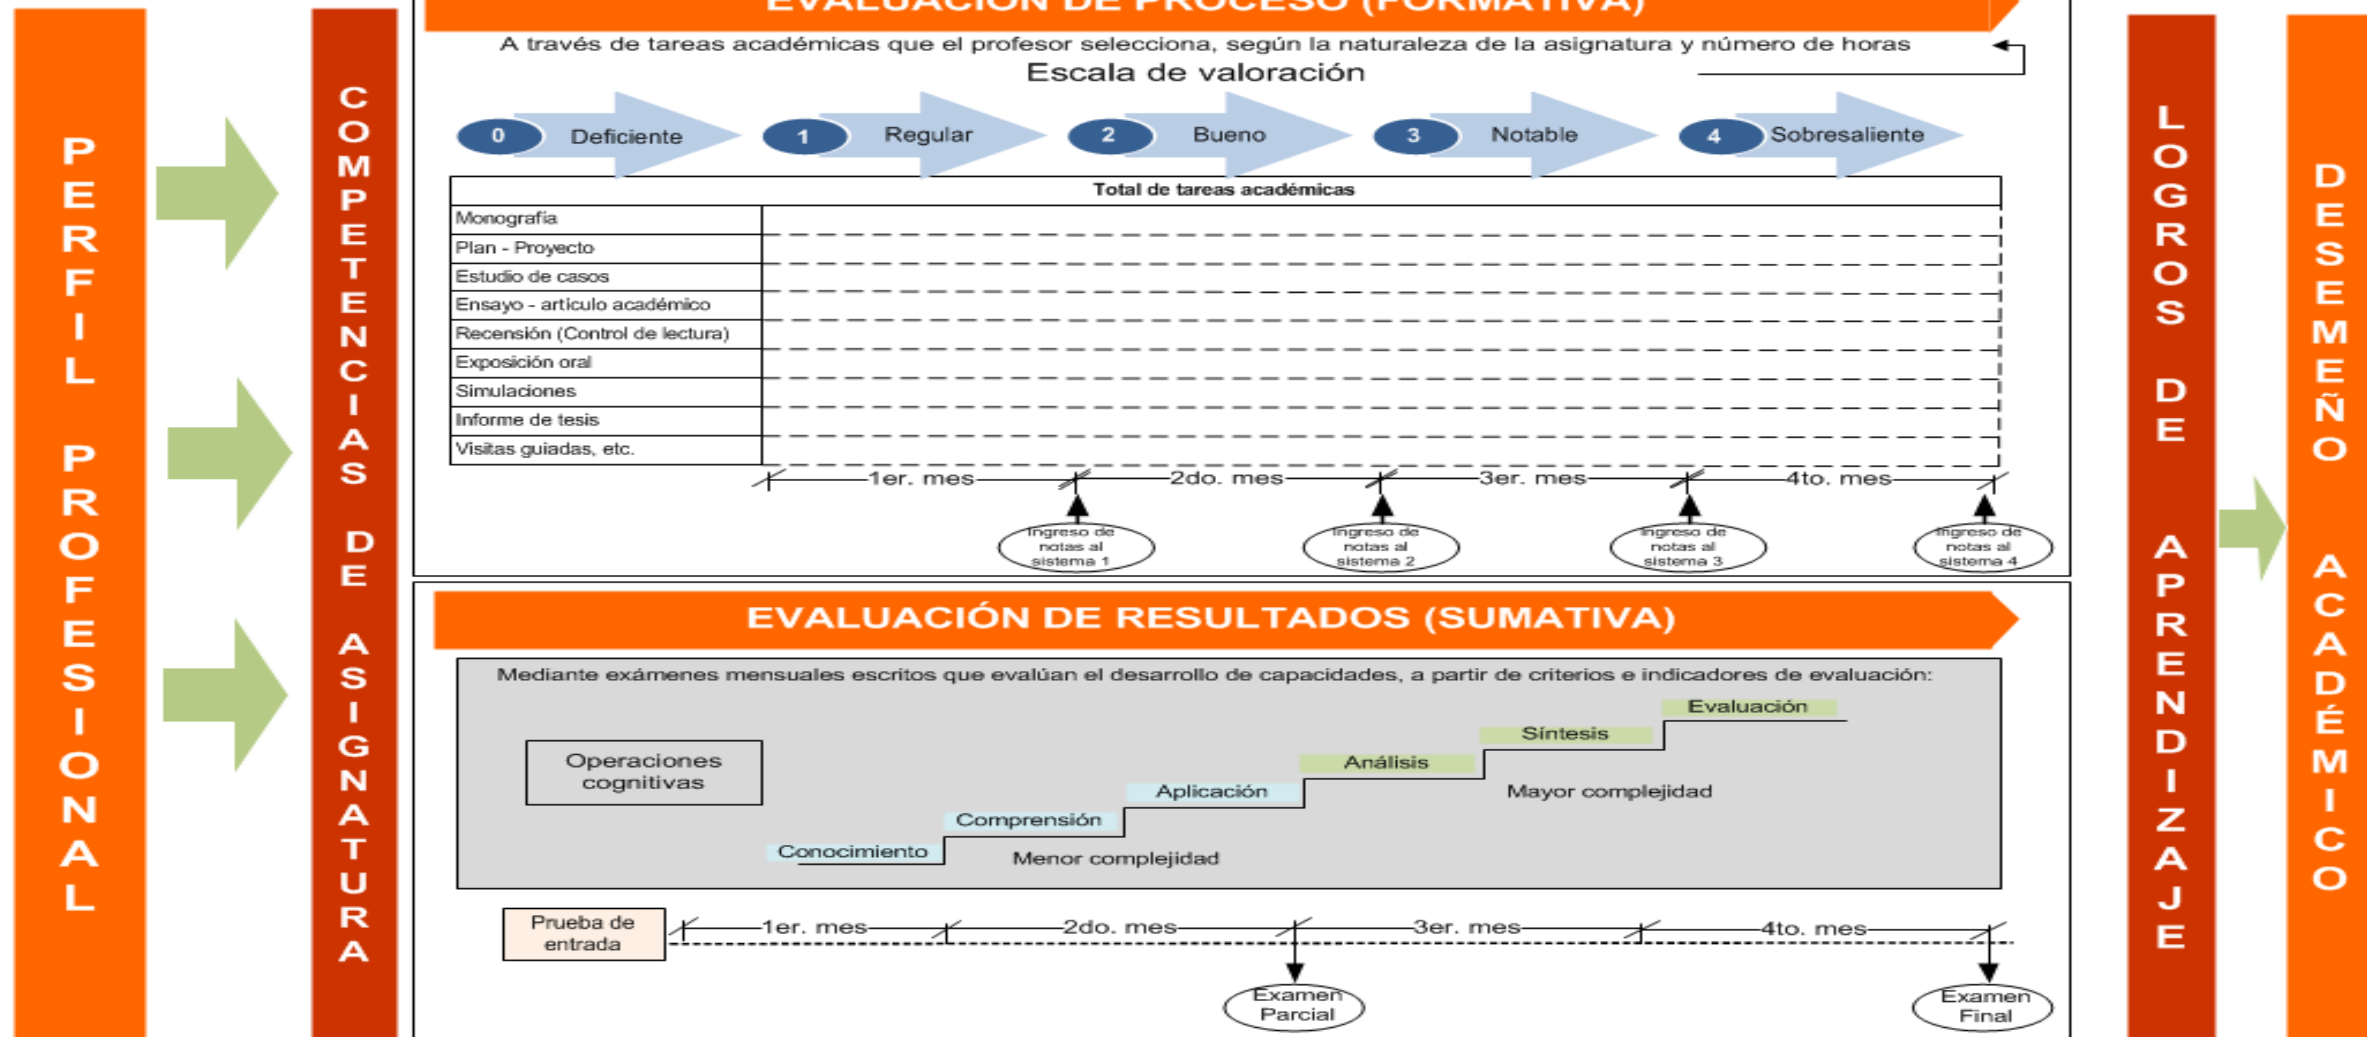 PERFIL PROFESIONAL
COMPETENCIAS DE ASIGNATURA
EVALUACIÓN DE PROCESO (FORMATIVA)
A través de tareas académicas que el profesor selecciona, según la naturaleza de la asignatura y número de horas
Escala de valoración
0 Deficiente
1 Regular
2 Bueno
3 Notable
4 Sobresaliente
Total de tareas académicas
Monografía
Plan - Proyecto
Estudio de casos
Ensayo - artículo académico
Recensión (Control de lectura)
Exposición oral
Simulaciones
Informe de tesis
Visitas guiadas, etc.
1er. mes
2do. mes
3er. mes
4to. mes
Ingreso de
notas al
sistema 1
Ingreso de
notas al
sistema 2
Ingreso de
notas al
sistema 3
Ingreso de
notas al
sistema 4
EVALUACIÓN DE RESULTADOS (SUMATIVA)
Mediante exámenes mensuales escritos que evalúan el desarrollo de capacidades, a partir de criterios e indicadores de evaluación:
Operaciones
cognitivas
Evaluación
Síntesis
Análisis
Aplicación
Mayor complejidad
Comprensión
Conocimiento
Menor complejidad
Prueba de
entrada
1er. mes
2do. mes
3er. mes
4to. mes
Examen
Parcial
Examen
Final
LOGROS DE APRENDIZAJE
DESEMEÑO ACADÉMICO